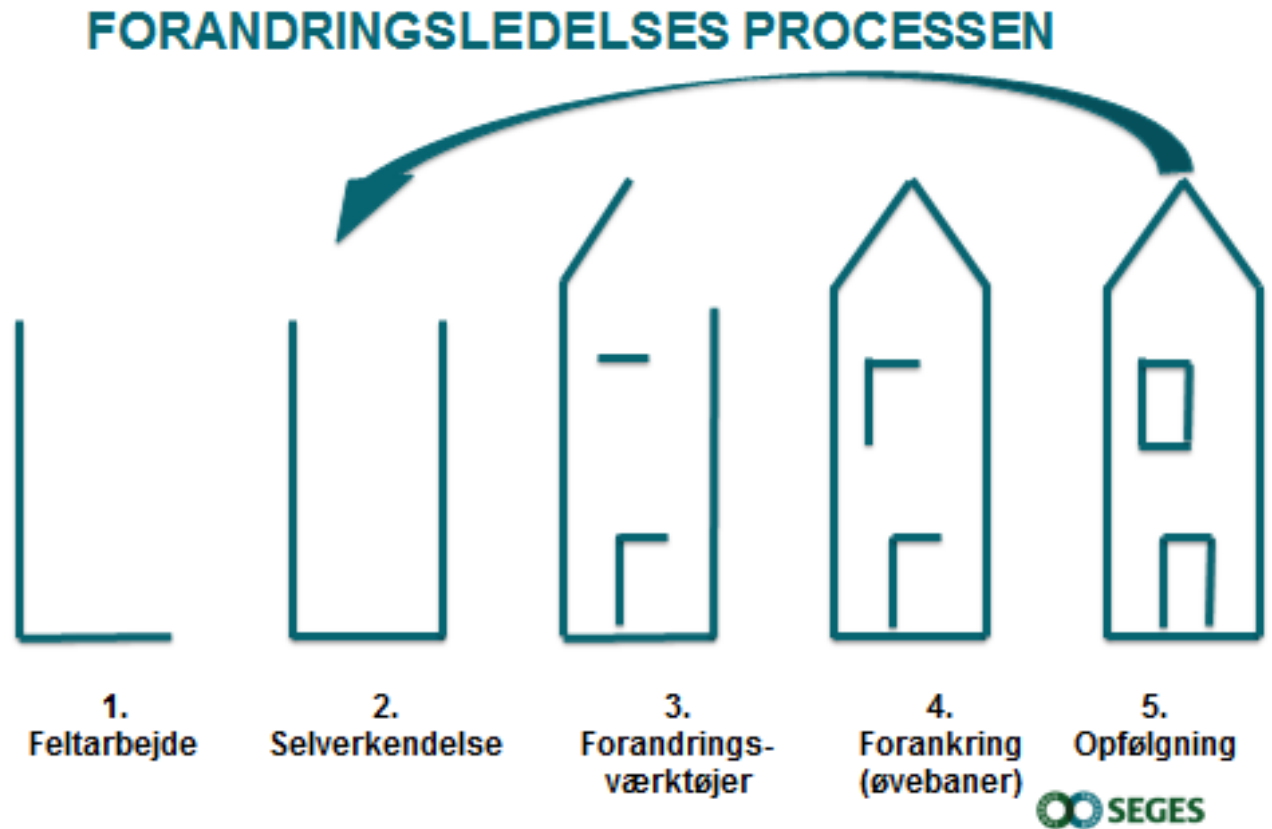 FORANDRINGSLEDELSES PROCESSEN
1.
Feltarbejde
2.
Selverkendelse
3.
Forandrings-
værktøjer
4.
Forankring
(øvebaner)
5.
Opfølgning
SEGES